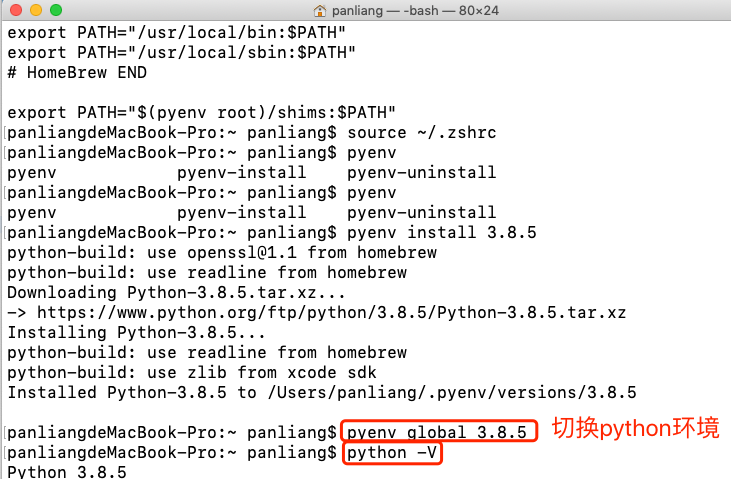 panliang — -bash — 80×24
export PATH="/usr/local/bin:$PATH"
export PATH="/usr/local/sbin:$PATH"
# HomeBrew END
export PATH="$(pyenv root)/shims:$PATH"
[panliangdeMacBook-Pro:~ panliang$ source ~/.zshrc
[panliangdeMacBook-Pro:~ panliang$ pyenv
pyenv pyenv-install pyenv-uninstall
[panliangdeMacBook-Pro:~ panliang$ pyenv
pyenv pyenv-install pyenv-uninstall
[panliangdeMacBook-Pro:~ panliang$ pyenv install 3.8.5
python-build: use openssl@1.1 from homebrew
python-build: use readline from homebrew
Downloading Python-3.8.5.tar.xz...
-> https://www.python.org/ftp/python/3.8.5/Python-3.8.5.tar.xz
Installing Python-3.8.5...
python-build: use readline from homebrew
python-build: use zlib from xcode sdk
Installed Python-3.8.5 to /Users/panliang/.pyenv/versions/3.8.5
[panliangdeMacBook-Pro:~ panliang$ pyenv global 3.8.5 切换python环境
[panliangdeMacBook-Pro:~ panliang$ python -V
Python 3.8.5